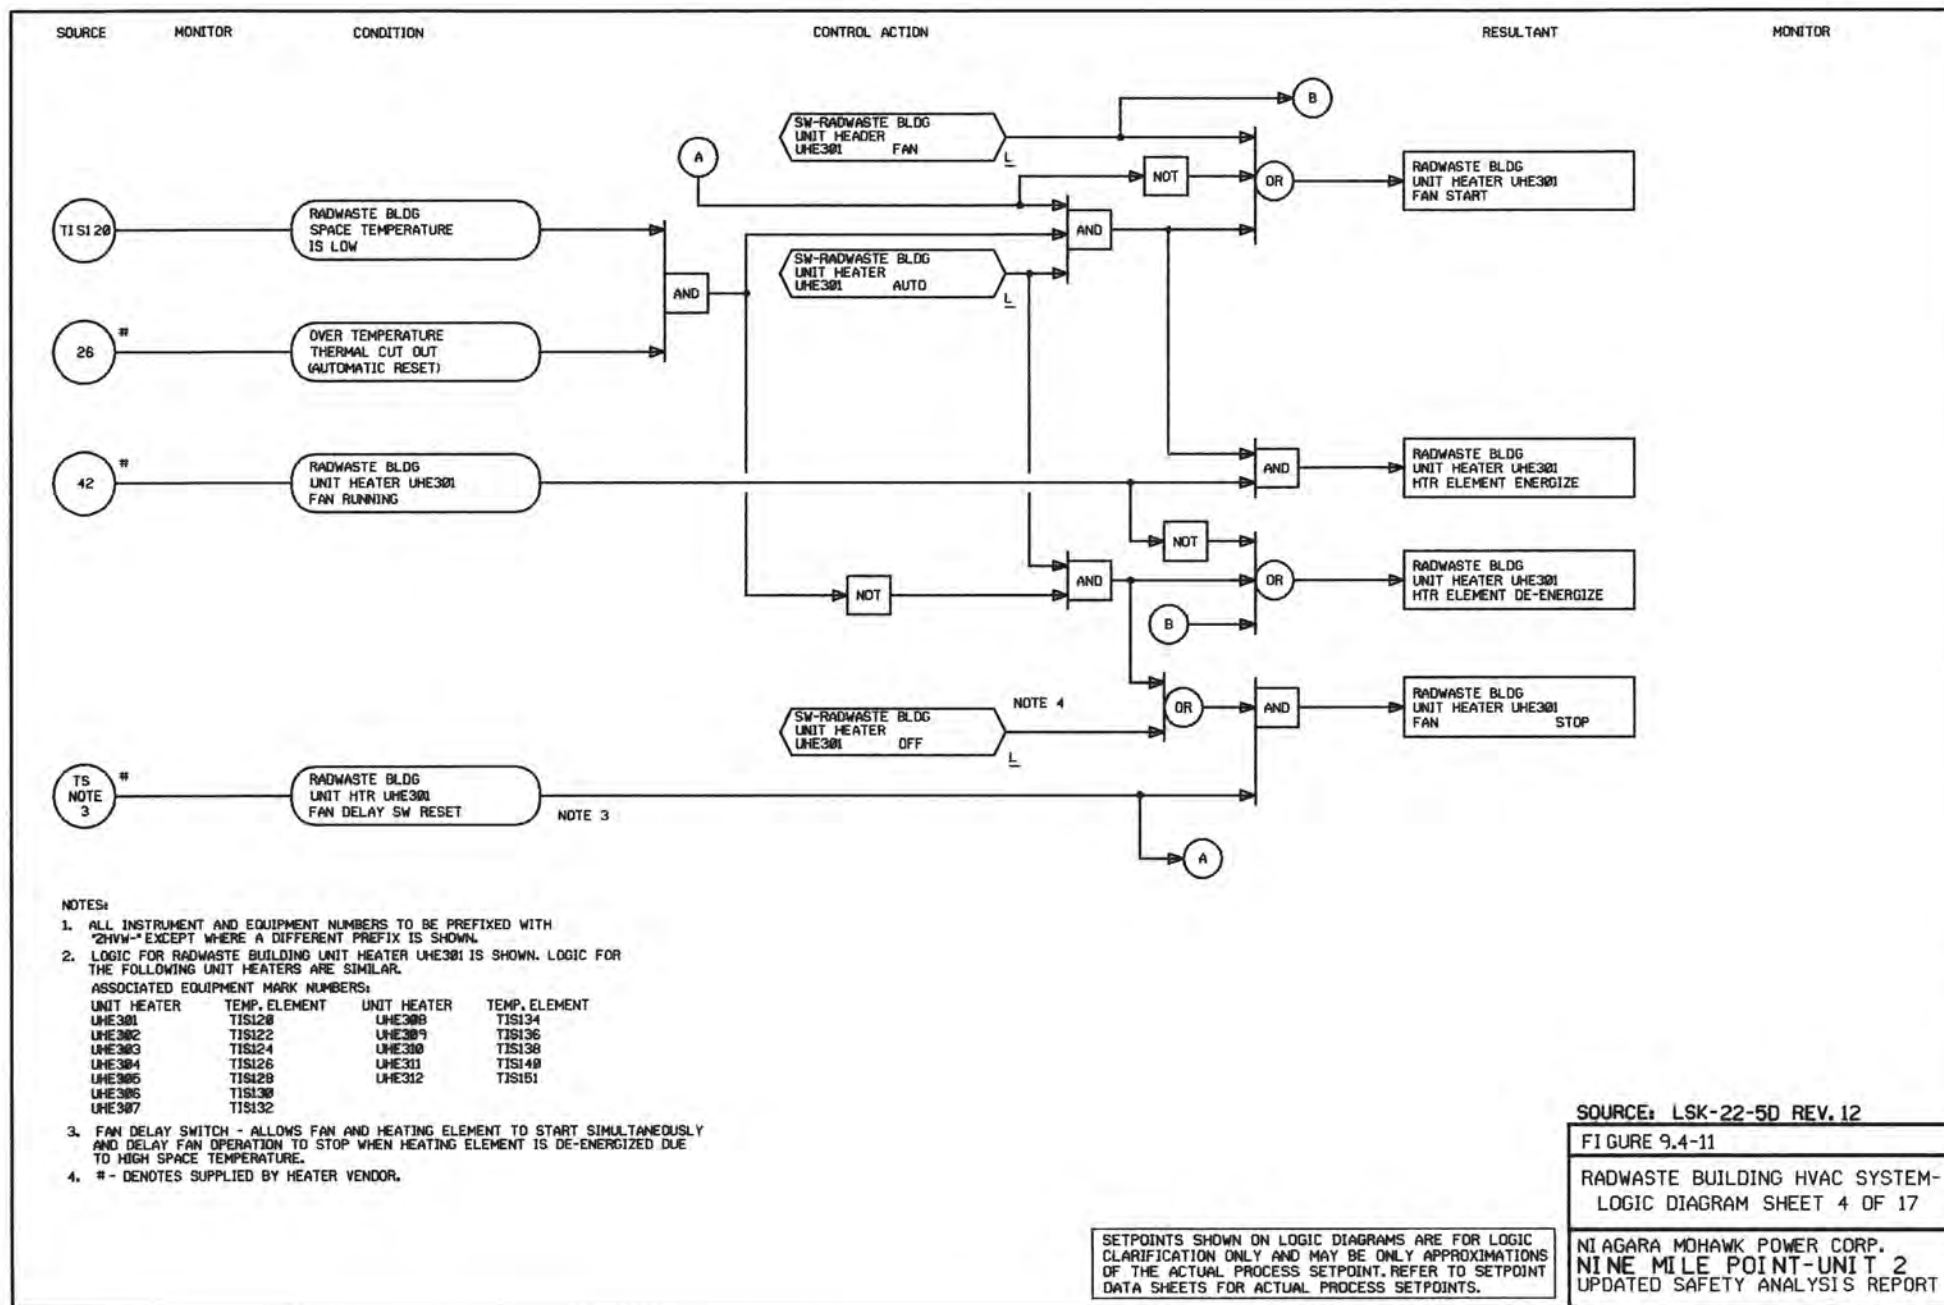 SOURCE MONITOR CONDITION CONTROL ACTION RESULTANT MONITOR
B
SW-RADWASTE BLDG
UNIT HEADER
UHE301 FAN
L
A
NOT
OR
RADWASTE BLDG
UNIT HEATER UHE301
FAN START
TIS120
RADWASTE BLDG
SPACE TEMPERATURE
IS LOW
AND
SW-RADWASTE BLDG
UNIT HEATER
UHE301 AUTO
L
AND
26
#
OVER TEMPERATURE
THERMAL CUT OUT
(AUTOMATIC RESET)
42
#
RADWASTE BLDG
UNIT HEATER UHE301
FAN RUNNING
AND
RADWASTE BLDG
UNIT HEATER UHE301
HTR ELEMENT ENERGIZE
NOT
NOT
AND
OR
RADWASTE BLDG
UNIT HEATER UHE301
HTR ELEMENT DE-ENERGIZE
B
SW-RADWASTE BLDG
UNIT HEATER
UHE301 OFF
L
NOTE 4
OR
AND
RADWASTE BLDG
UNIT HEATER UHE301
FAN STOP
TS
NOTE
3
#
RADWASTE BLDG
UNIT HTR UHE301
FAN DELAY SW RESET
NOTE 3
A
NOTES:
1. ALL INSTRUMENT AND EQUIPMENT NUMBERS TO BE PREFIXED WITH
"2HVW-" EXCEPT WHERE A DIFFERENT PREFIX IS SHOWN.
2. LOGIC FOR RADWASTE BUILDING UNIT HEATER UHE301 IS SHOWN. LOGIC FOR
THE FOLLOWING UNIT HEATERS ARE SIMILAR.
ASSOCIATED EQUIPMENT MARK NUMBERS:
UNIT HEATER TEMP. ELEMENT UNIT HEATER TEMP. ELEMENT
UHE301 TIS120 UHE308 TIS134
UHE302 TIS122 UHE309 TIS136
UHE303 TIS124 UHE310 TIS138
UHE304 TIS126 UHE311 TIS140
UHE305 TIS128 UHE312 TIS151
UHE306 TIS130
UHE307 TIS132
3. FAN DELAY SWITCH - ALLOWS FAN AND HEATING ELEMENT TO START SIMULTANEOUSLY
AND DELAY FAN OPERATION TO STOP WHEN HEATING ELEMENT IS DE-ENERGIZED DUE
TO HIGH SPACE TEMPERATURE.
4. # - DENOTES SUPPLIED BY HEATER VENDOR.
SETPOINTS SHOWN ON LOGIC DIAGRAMS ARE FOR LOGIC
CLARIFICATION ONLY AND MAY BE ONLY APPROXIMATIONS
OF THE ACTUAL PROCESS SETPOINT. REFER TO SETPOINT
DATA SHEETS FOR ACTUAL PROCESS SETPOINTS.
SOURCE: LSK-22-5D REV. 12
FIGURE 9.4-11
RADWASTE BUILDING HVAC SYSTEM-
LOGIC DIAGRAM SHEET 4 OF 17
NIAGARA MOHAWK POWER CORP.
NINE MILE POINT-UNIT 2
UPDATED SAFETY ANALYSIS REPORT